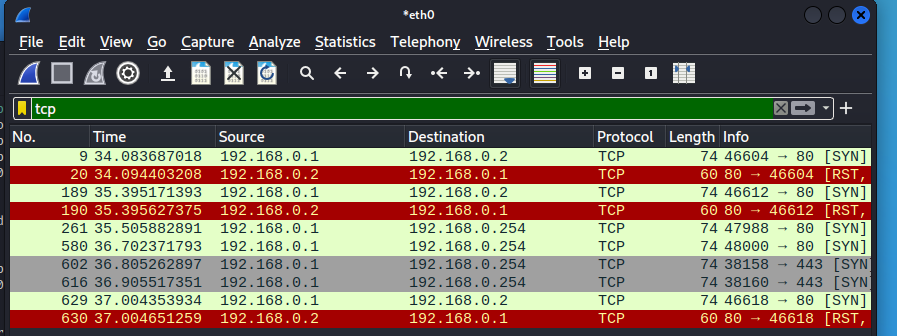 *eth0
File Edit View Go Capture Analyze Statistics Telephony Wireless Tools Help
tcp
No. Time Source Destination Protocol Length Info
9 34.083687018 192.168.0.1 192.168.0.2 TCP 74 46604 → 80 [SYN]
20 34.094403208 192.168.0.2 192.168.0.1 TCP 60 80 → 46604 [RST,
189 35.395171393 192.168.0.1 192.168.0.2 TCP 74 46612 → 80 [SYN]
190 35.395627375 192.168.0.2 192.168.0.1 TCP 60 80 → 46612 [RST,
261 35.505882891 192.168.0.1 192.168.0.254 TCP 74 47988 → 80 [SYN]
580 36.702371793 192.168.0.1 192.168.0.254 TCP 74 48000 → 80 [SYN]
602 36.805262897 192.168.0.1 192.168.0.254 TCP 74 38158 → 443 [SYN
616 36.905517351 192.168.0.1 192.168.0.254 TCP 74 38160 → 443 [SYN
629 37.004353934 192.168.0.1 192.168.0.2 TCP 74 46618 → 80 [SYN]
630 37.004651259 192.168.0.2 192.168.0.1 TCP 60 80 → 46618 [RST,